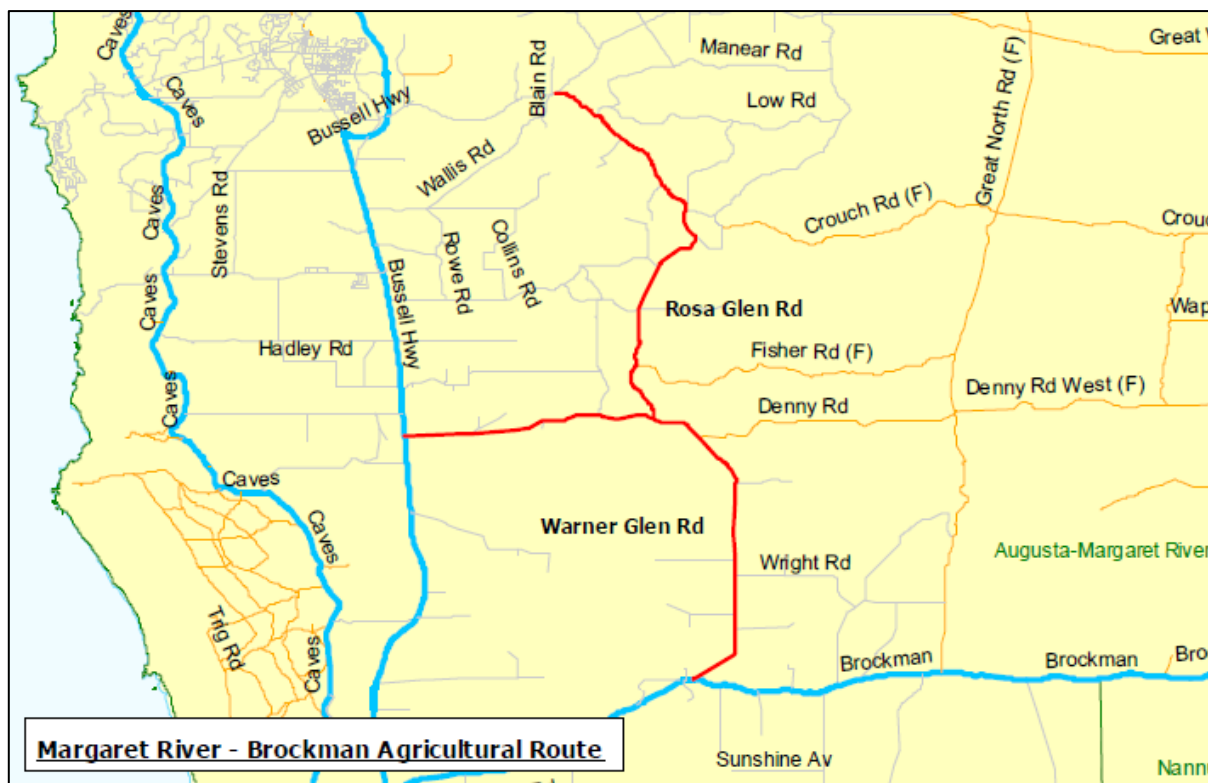 Caves
Manear Rd
Great North Rd (F)
Great
Caves
Bussell Hwy
Blain Rd
Low Rd
Wallis Rd
Caves
Stevens Rd
Rowe Rd
Collins Rd
Crouch Rd (F)
Crouc
Caves
Bussell Hwy
Rosa Glen Rd
Wap
Hadley Rd
Fisher Rd (F)
Caves
Denny Rd
Denny Rd West (F)
Caves
Caves
Warner Glen Rd
Wright Rd
Augusta-Margaret River
Trig Rd
Caves
Brockman
Brockman
Bro
Margaret River - Brockman Agricultural Route
Sunshine Av
Nannu